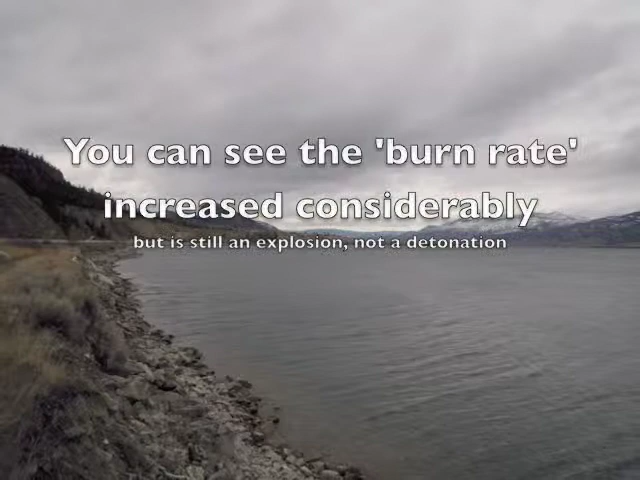 You can see the 'burn rate'
increased considerably
but is still an explosion, not a detonation